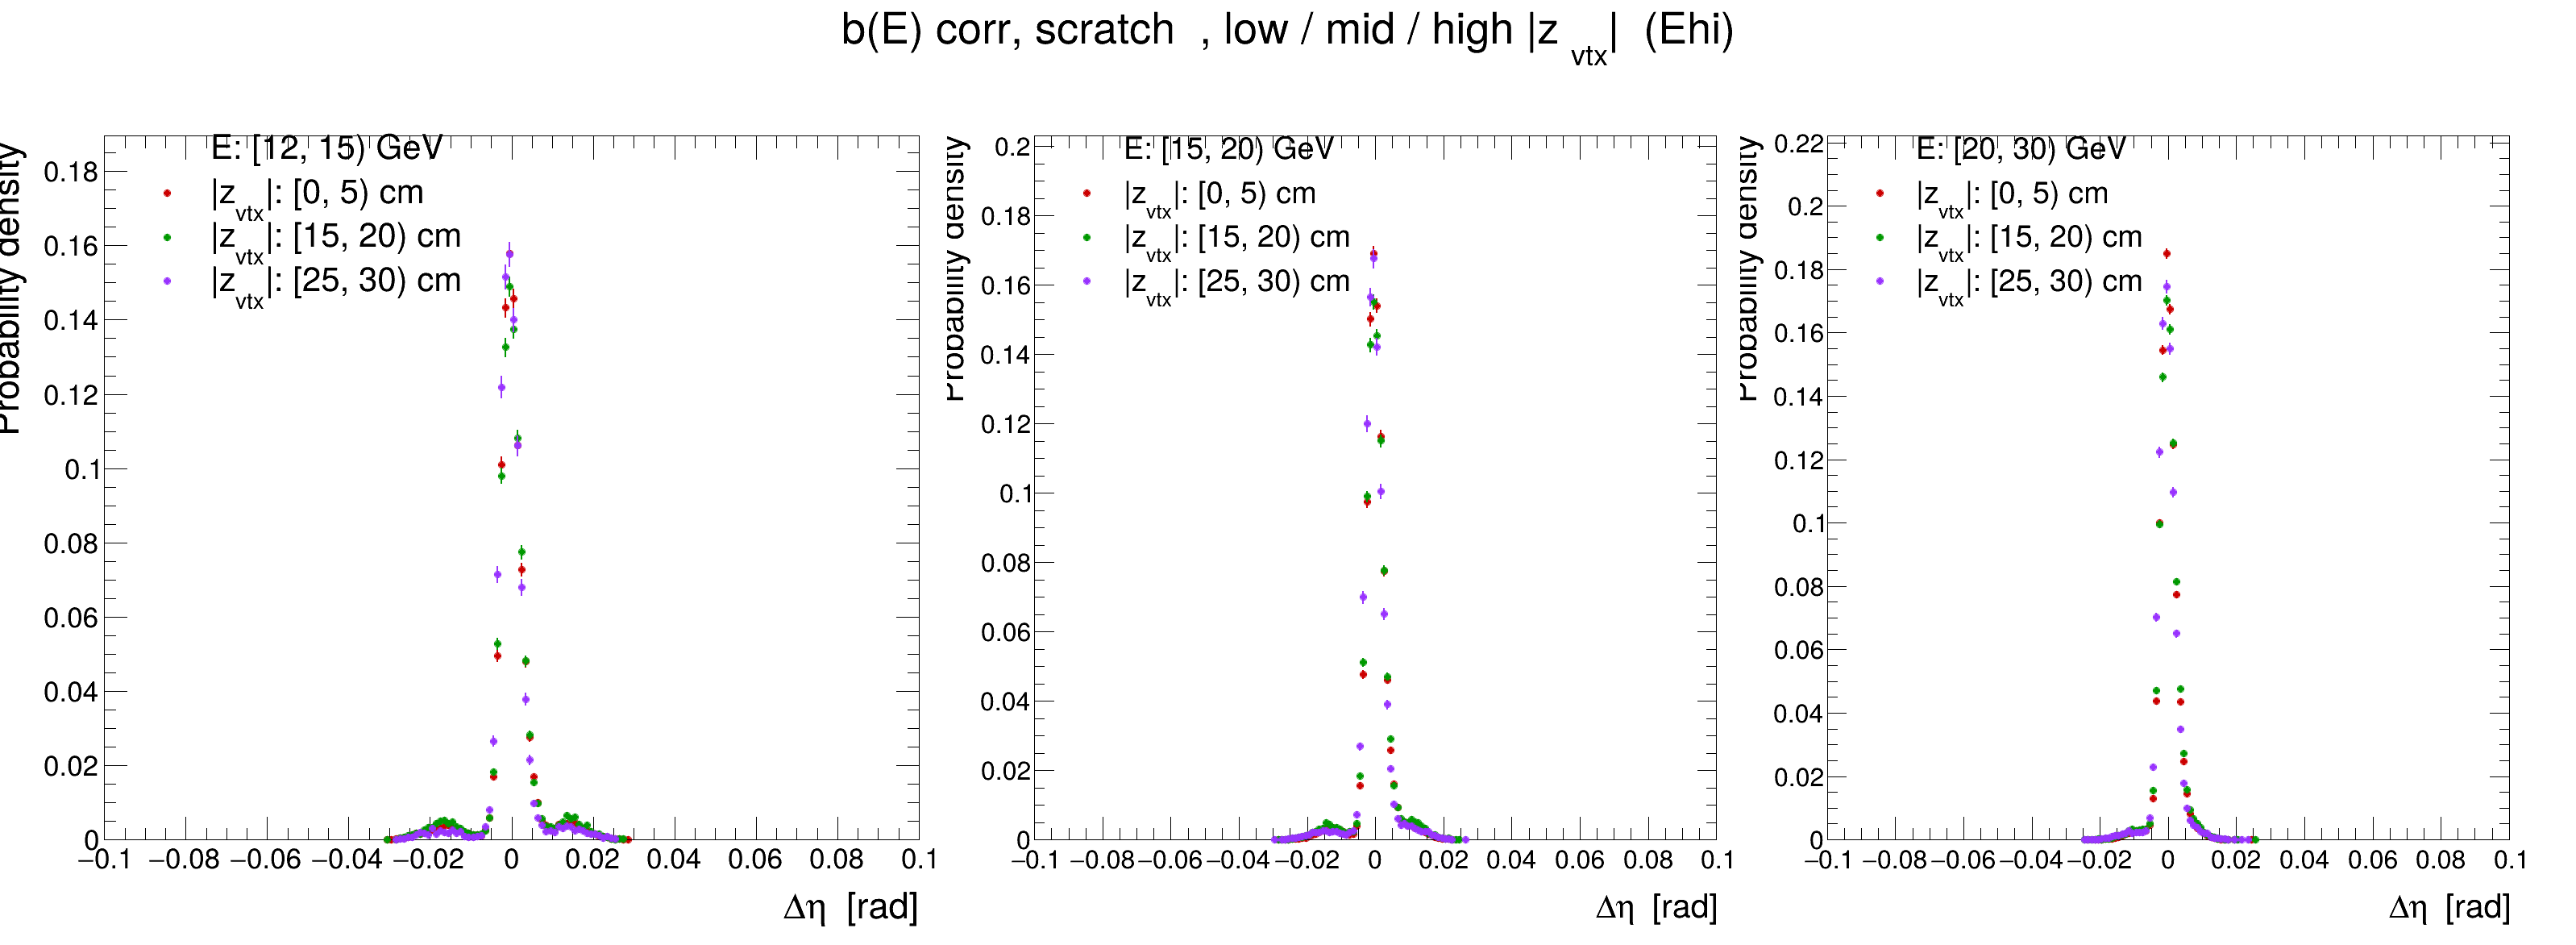 b(E) corr, scratch , low / mid / high |z vtx| (Ehi)
Probability density
E: [12, 15) GeV
|z vtx|: [0, 5) cm
|z vtx|: [15, 20) cm
|z vtx|: [25, 30) cm
0.18
0.16
0.14
0.12
0.1
0.08
0.06
0.04
0.02
0
−0.1 −0.08 −0.06 −0.04 −0.02 0 0.02 0.04 0.06 0.08 0.1
Δη [rad]
Probability density
E: [15, 20) GeV
|z vtx|: [0, 5) cm
|z vtx|: [15, 20) cm
|z vtx|: [25, 30) cm
0.2
0.18
0.16
0.14
0.12
0.1
0.08
0.06
0.04
0.02
0
−0.1 −0.08 −0.06 −0.04 −0.02 0 0.02 0.04 0.06 0.08 0.1
Δη [rad]
Probability density
E: [20, 30) GeV
|z vtx|: [0, 5) cm
|z vtx|: [15, 20) cm
|z vtx|: [25, 30) cm
0.22
0.2
0.18
0.16
0.14
0.12
0.1
0.08
0.06
0.04
0.02
0
−0.1 −0.08 −0.06 −0.04 −0.02 0 0.02 0.04 0.06 0.08 0.1
Δη [rad]